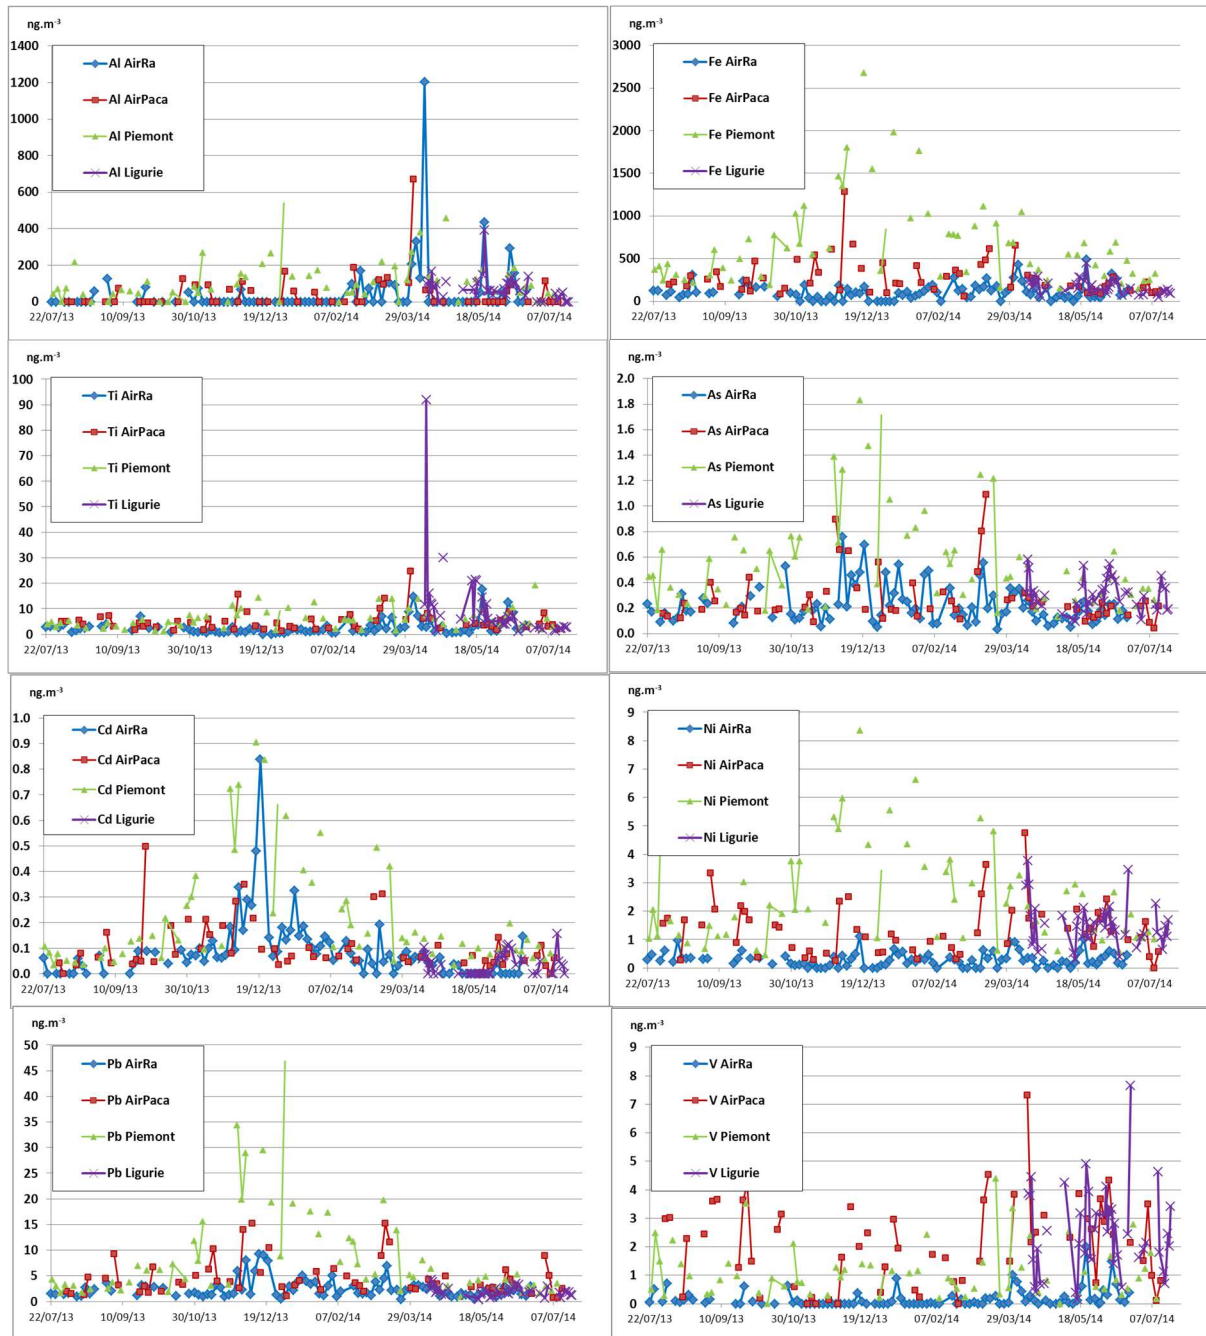 ng.m-3
1400
1200
1000
800
600
400
200
0
Al AirRa
Al AirPaca
Al Piemont
Al Ligurie
22/07/13 10/09/13 30/10/13 19/12/13 07/02/14 29/03/14 18/05/14 07/07/14
ng.m-3
3000
2500
2000
1500
1000
500
0
Fe AirRa
Fe AirPaca
Fe Piemont
Fe Ligurie
22/07/13 10/09/13 30/10/13 19/12/13 07/02/14 29/03/14 18/05/14 07/07/14
ng.m-3
100
90
80
70
60
50
40
30
20
10
0
Ti AirRa
Ti AirPaca
Ti Piemont
Ti Ligurie
22/07/13 10/09/13 30/10/13 19/12/13 07/02/14 29/03/14 18/05/14 07/07/14
ng.m-3
2.0
1.8
1.6
1.4
1.2
1.0
0.8
0.6
0.4
0.2
0.0
As AirRa
As AirPaca
As Piemont
As Ligurie
22/07/13 10/09/13 30/10/13 19/12/13 07/02/14 29/03/14 18/05/14 07/07/14
ng.m-3
1.0
0.9
0.8
0.7
0.6
0.5
0.4
0.3
0.2
0.1
0.0
Cd AirRa
Cd AirPaca
Cd Piemont
Cd Ligurie
22/07/13 10/09/13 30/10/13 19/12/13 07/02/14 29/03/14 18/05/14 07/07/14
ng.m-3
9
8
7
6
5
4
3
2
1
0
Ni AirRa
Ni AirPaca
Ni Piemont
Ni Ligurie
22/07/13 10/09/13 30/10/13 19/12/13 07/02/14 29/03/14 18/05/14 07/07/14
ng.m-3
50
45
40
35
30
25
20
15
10
5
0
Pb AirRa
Pb AirPaca
Pb Piemont
Pb Ligurie
22/07/13 10/09/13 30/10/13 19/12/13 07/02/14 29/03/14 18/05/14 07/07/14
ng.m-3
9
8
7
6
5
4
3
2
1
0
V AirRa
V AirPaca
V Piemont
V Ligurie
22/07/13 10/09/13 30/10/13 19/12/13 07/02/14 29/03/14 18/05/14 07/07/14